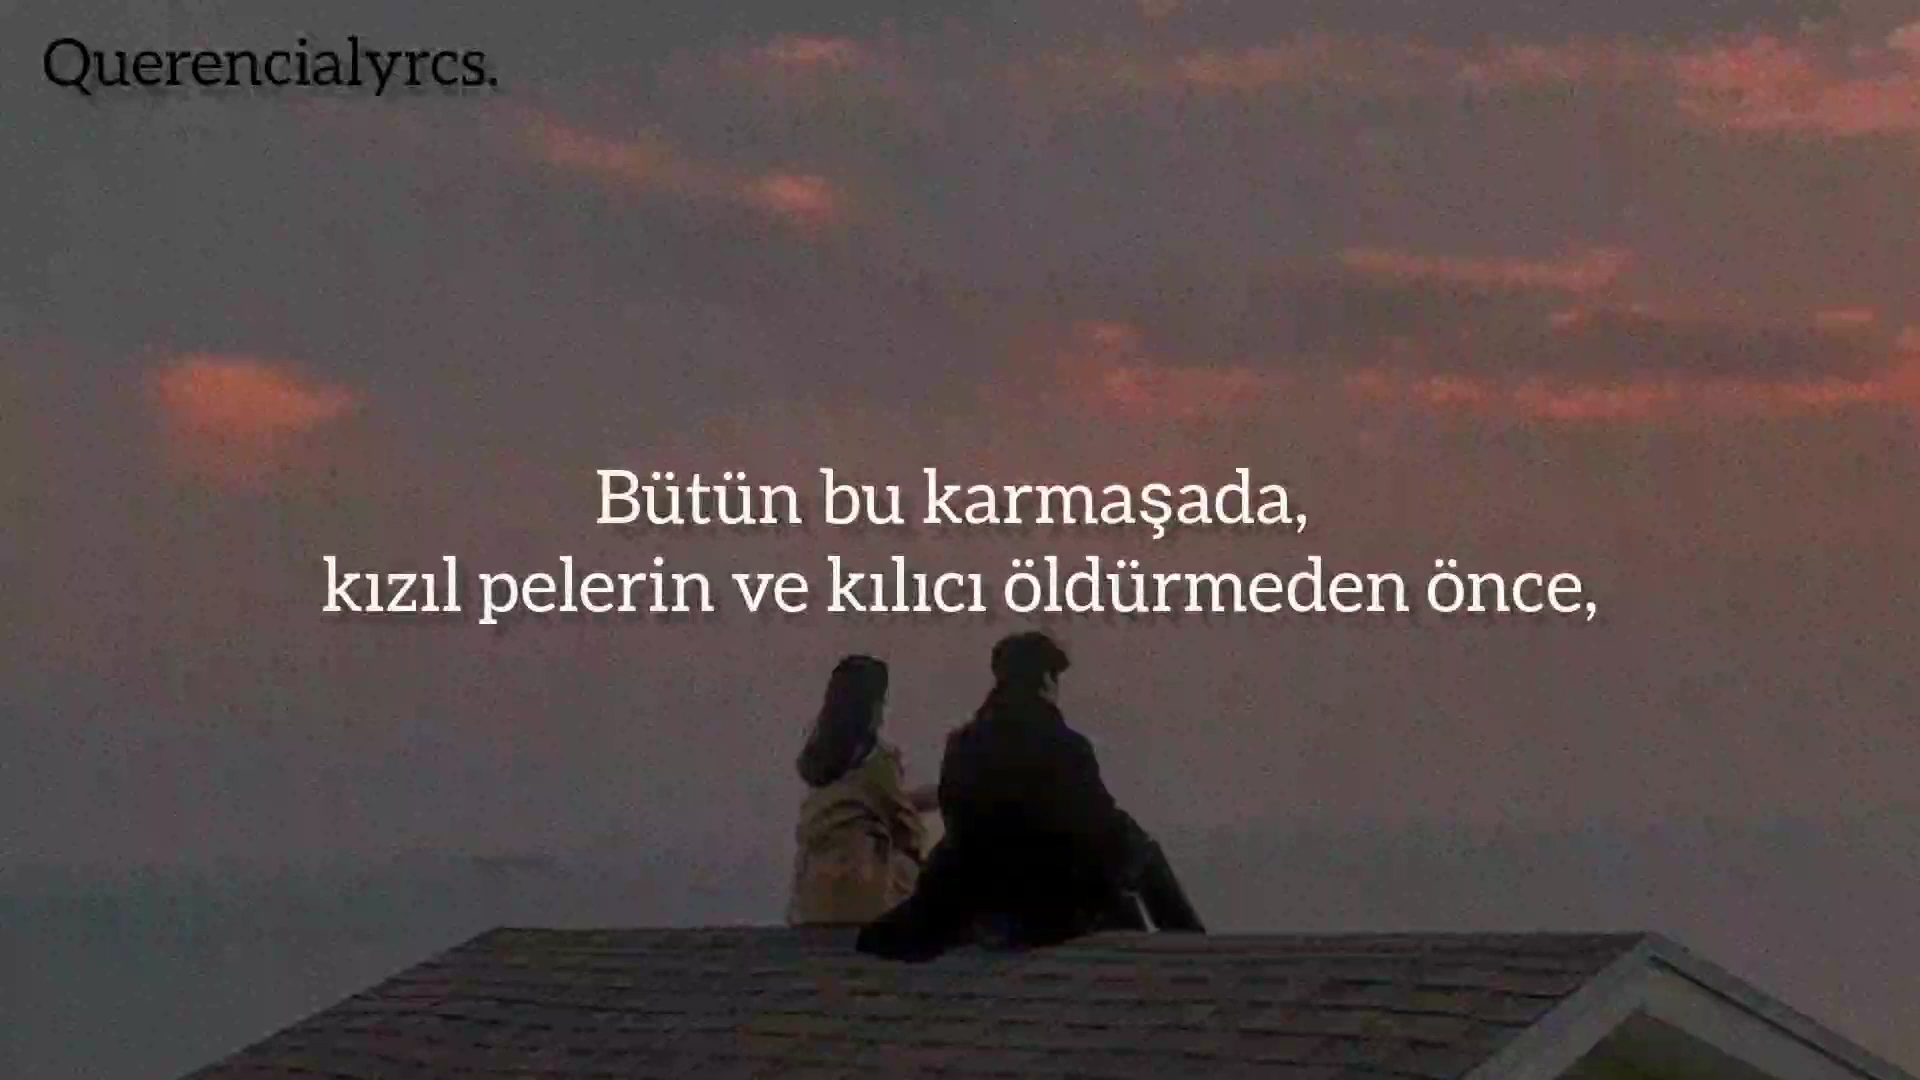 Querencialyrcs.
Bütün bu karmaşada,
kızıl pelerin ve kılıcı öldürmeden önce,